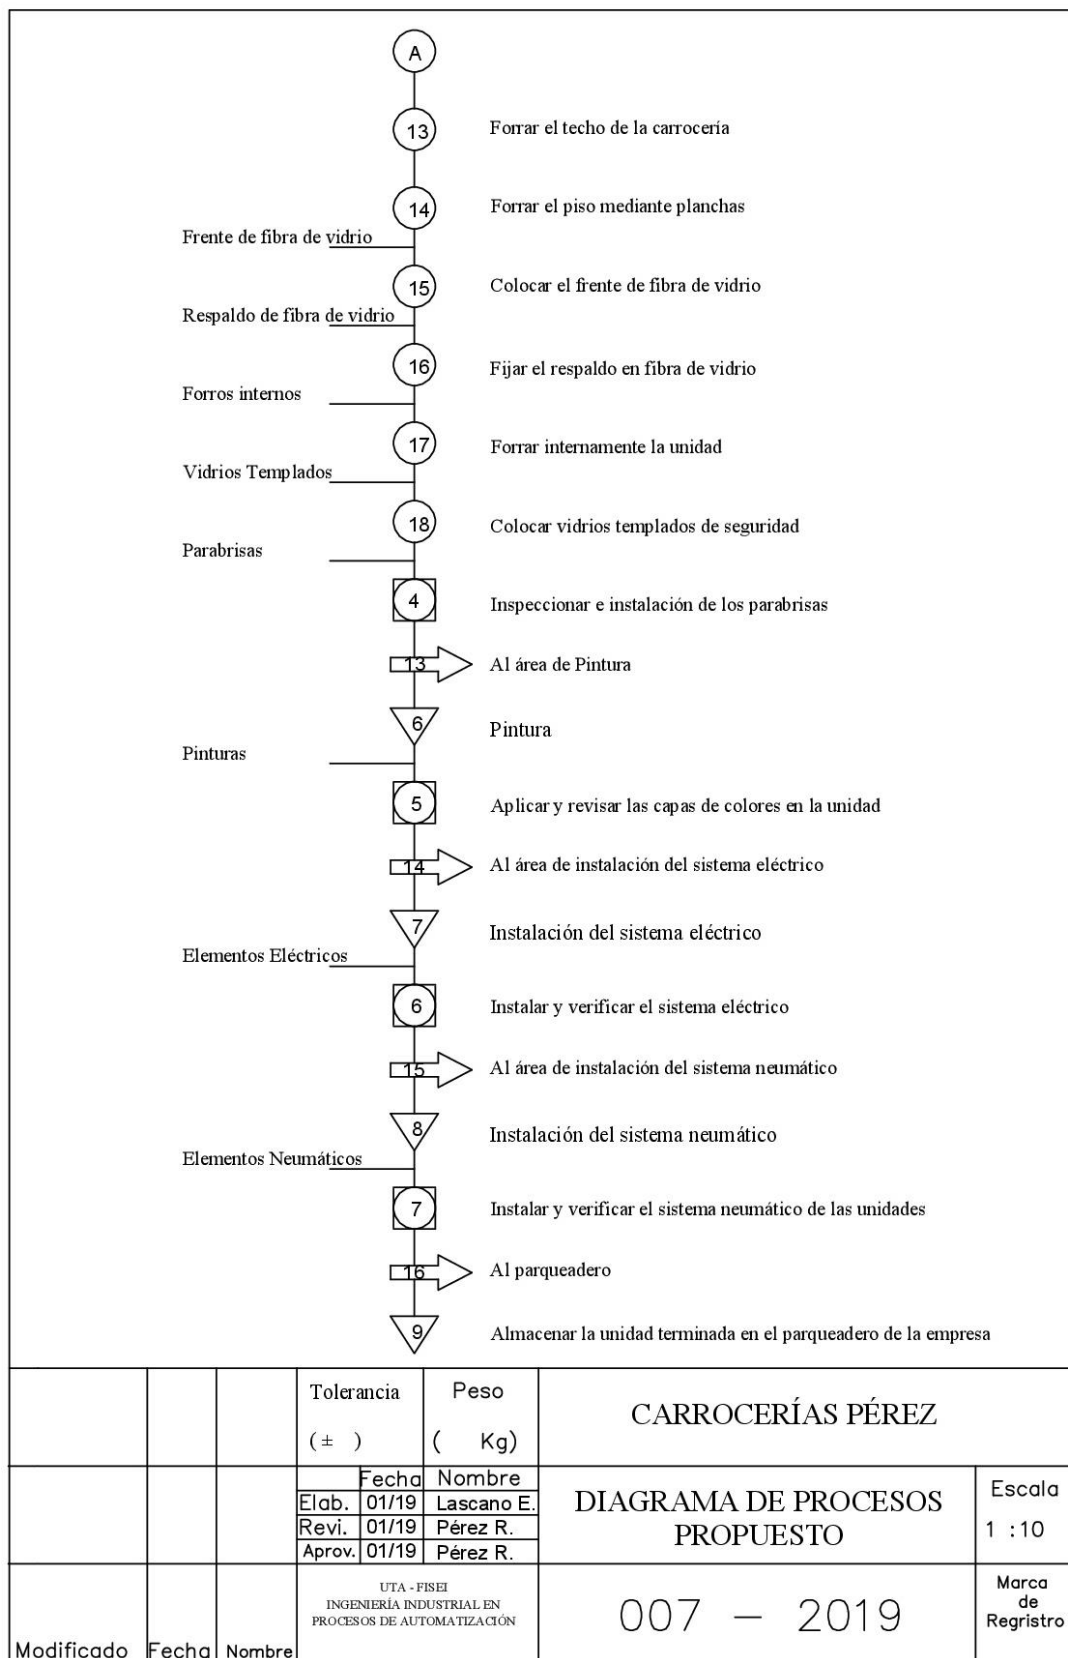 A
13 Forrar el techo de la carrocería
14 Forrar el piso mediante planchas
Frente de fibra de vidrio
15 Colocar el frente de fibra de vidrio
Respaldo de fibra de vidrio
16 Fijar el respaldo en fibra de vidrio
Forros internos
17 Forrar internamente la unidad
Vidrios Templados
18 Colocar vidrios templados de seguridad
Parabrisas
4 Inspeccionar e instalación de los parabrisas
13 Al área de Pintura
6 Pintura
Pinturas
5 Aplicar y revisar las capas de colores en la unidad
14 Al área de instalación del sistema eléctrico
7 Instalación del sistema eléctrico
Elementos Eléctricos
6 Instalar y verificar el sistema eléctrico
15 Al área de instalación del sistema neumático
8 Instalación del sistema neumático
Elementos Neumáticos
7 Instalar y verificar el sistema neumático de las unidades
16 Al parqueadero
9 Almacenar la unidad terminada en el parqueadero de la empresa
Tolerancia
(± )
Peso
( Kg)
CARROCERÍAS PÉREZ
Fecha Nombre
Elab. 01/19 Lascano E.
Revi. 01/19 Pérez R.
Aprov. 01/19 Pérez R.
DIAGRAMA DE PROCESOS
PROPUESTO
Escala
1 :10
UTA - FISEI
INGENIERÍA INDUSTRIAL EN
PROCESOS DE AUTOMATIZACIÓN
007 - 2019
Marca
de
Regristro
Modificado Fecha Nombre